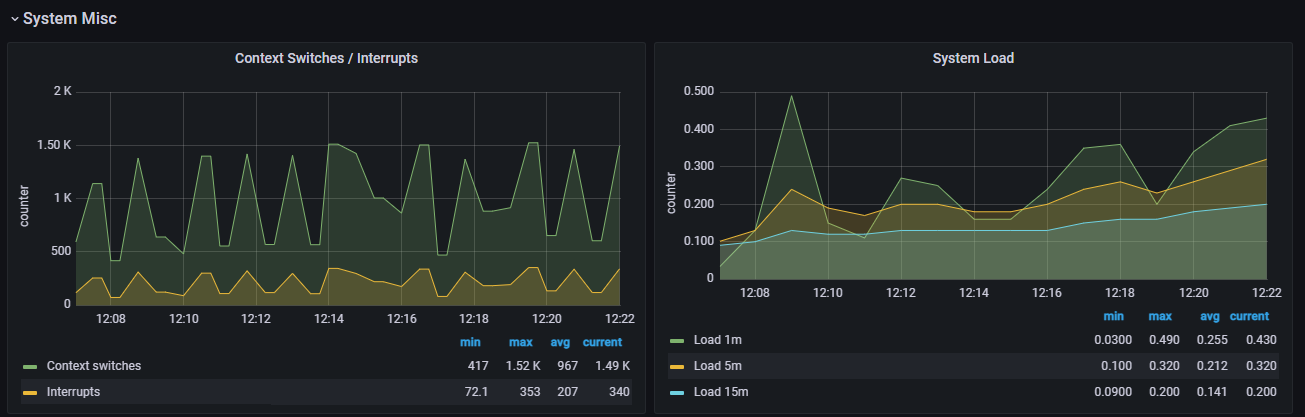 System Misc
Context Switches / Interrupts
counter
2 K
1.50 K
1 K
500
0
12:08 12:10 12:12 12:14 12:16 12:18 12:20 12:22
min max avg current
Context switches 417 1.52 K 967 1.49 K
Interrupts 72.1 353 207 340
System Load
counter
0.500
0.400
0.300
0.200
0.100
0
12:08 12:10 12:12 12:14 12:16 12:18 12:20 12:22
min max avg current
Load 1m 0.0300 0.490 0.255 0.430
Load 5m 0.100 0.320 0.212 0.320
Load 15m 0.0900 0.200 0.141 0.200